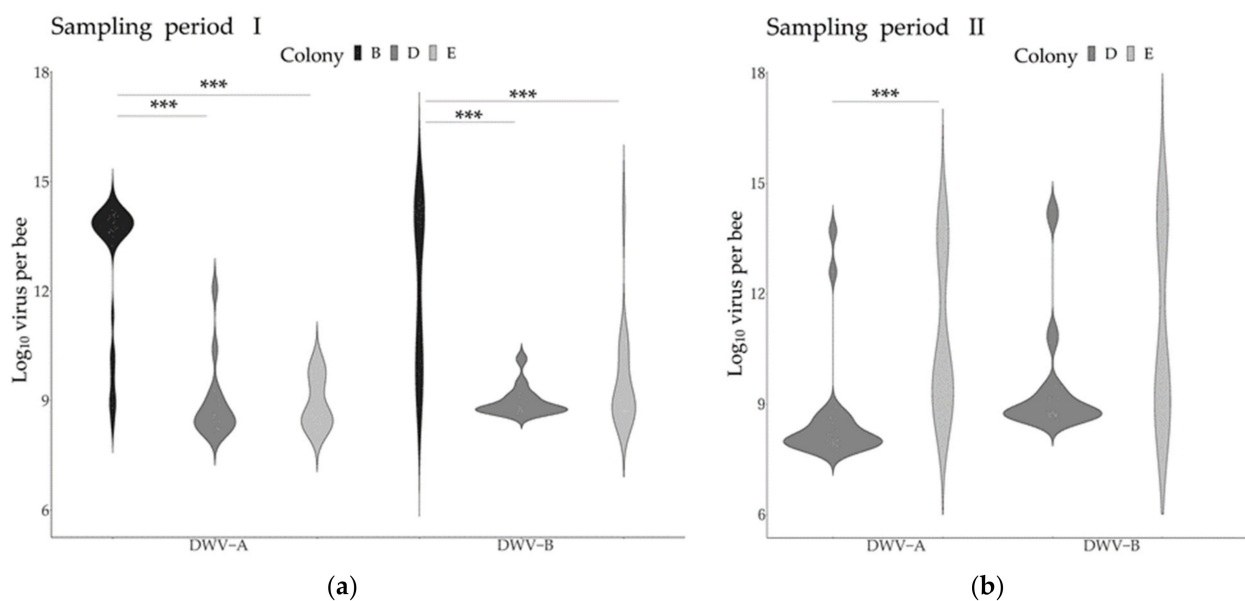 Sampling period I
Colony B D E
18
15
12
9
6
Log10 virus per bee
***
***
***
***
DWV-A DWV-B
(a)
Sampling period II
Colony D E
18
15
12
9
6
Log10 virus per bee
***
DWV-A DWV-B
(b)